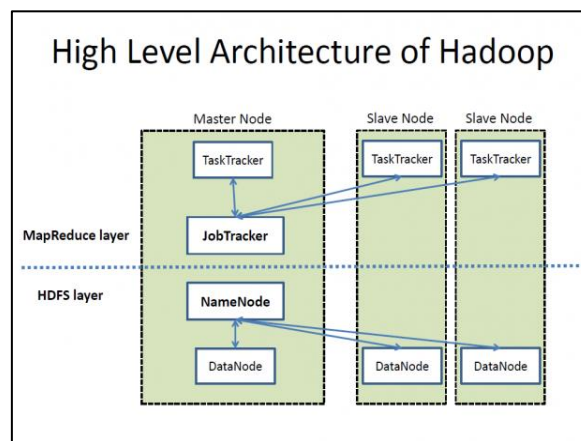 High Level Architecture of Hadoop
Master Node
Slave Node
Slave Node
TaskTracker
TaskTracker
TaskTracker
MapReduce layer
JobTracker
HDFS layer
NameNode
DataNode
DataNode
DataNode